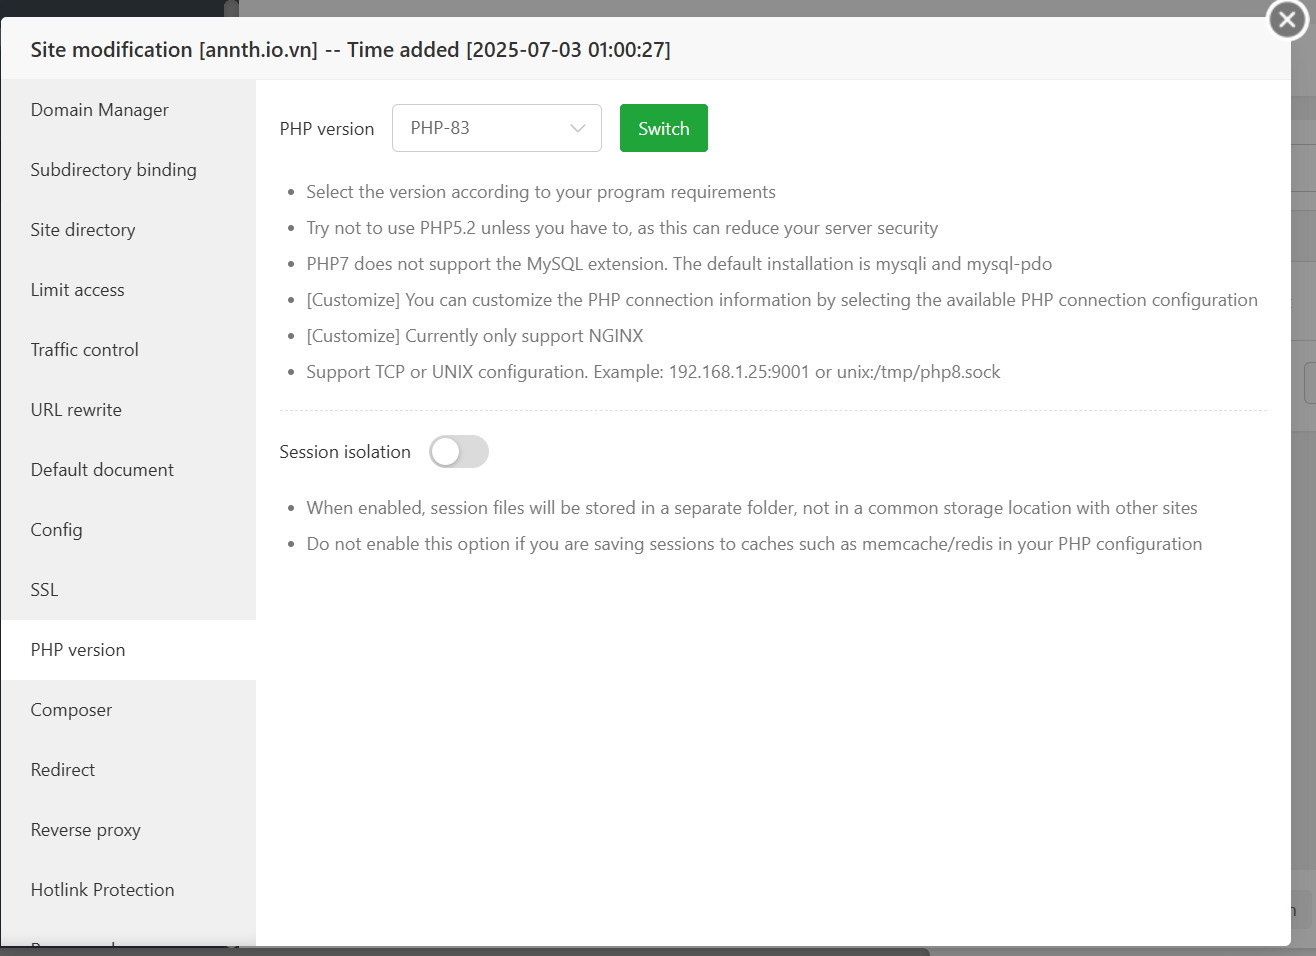 Site modification [annth.io.vn] -- Time added [2025-07-03 01:00:27]
Domain Manager
Subdirectory binding
Site directory
Limit access
Traffic control
URL rewrite
Default document
Config
SSL
PHP version
Composer
Redirect
Reverse proxy
Hotlink Protection
PHP version PHP-83 Switch
Select the version according to your program requirements
Try not to use PHP5.2 unless you have to, as this can reduce your server security
PHP7 does not support the MySQL extension. The default installation is mysqli and mysql-pdo
[Customize] You can customize the PHP connection information by selecting the available PHP connection configuration
[Customize] Currently only support NGINX
Support TCP or UNIX configuration. Example: 192.168.1.25:9001 or unix:/tmp/php8.sock
Session isolation
When enabled, session files will be stored in a separate folder, not in a common storage location with other sites
Do not enable this option if you are saving sessions to caches such as memcache/redis in your PHP configuration